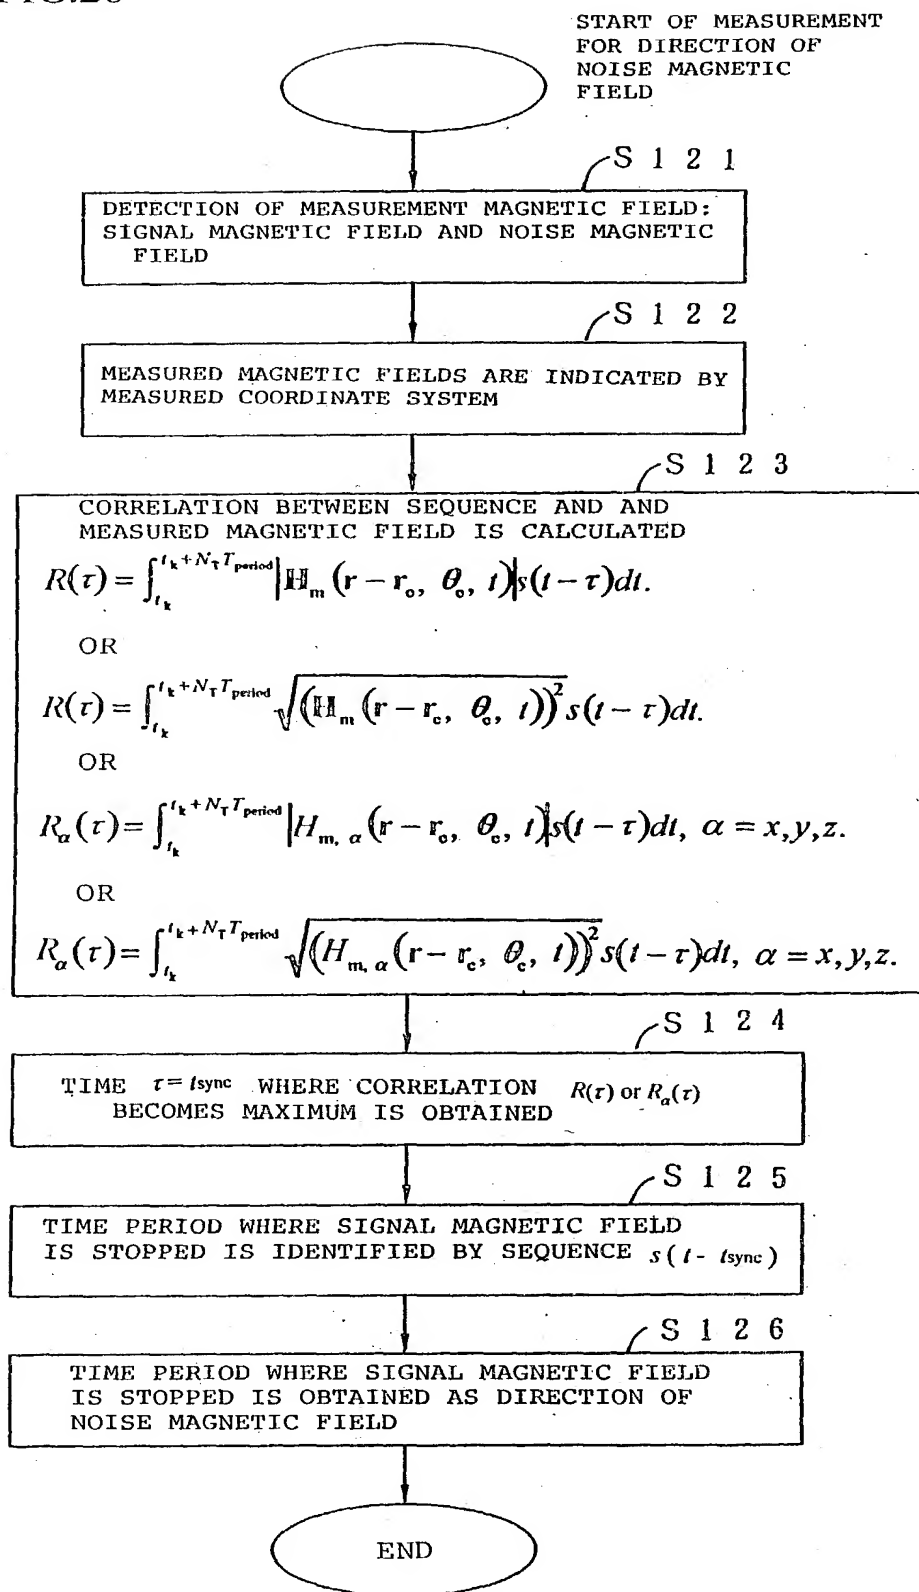 START OF MEASUREMENT
FOR DIRECTION OF
NOISE MAGNETIC
FIELD
S 1 2 1
DETECTION OF MEASUREMENT MAGNETIC FIELD:
SIGNAL MAGNETIC FIELD AND NOISE MAGNETIC
FIELD
S 1 2 2
MEASURED MAGNETIC FIELDS ARE INDICATED BY
MEASURED COORDINATE SYSTEM
S 1 2 3
CORRELATION BETWEEN SEQUENCE AND AND
MEASURED MAGNETIC FIELD IS CALCULATED
R(τ) = ∫_{t_k}^{t_k + N_T T_period} |H_m (r − r_c, θ_c, t)| s(t − τ)dt.
OR
R(τ) = ∫_{t_k}^{t_k + N_T T_period} √((H_m (r − r_c, θ_c, t))²) s(t − τ)dt.
OR
R_α(τ) = ∫_{t_k}^{t_k + N_T T_period} |H_{m, α} (r − r_c, θ_c, t)| s(t − τ)dt, α = x,y,z.
OR
R_α(τ) = ∫_{t_k}^{t_k + N_T T_period} √((H_{m, α} (r − r_c, θ_c, t))²) s(t − τ)dt, α = x,y,z.
S 1 2 4
TIME τ = tsync WHERE CORRELATION R(τ) or R_α(τ)
BECOMES MAXIMUM IS OBTAINED
S 1 2 5
TIME PERIOD WHERE SIGNAL MAGNETIC FIELD
IS STOPPED IS IDENTIFIED BY SEQUENCE s(t - tsync)
S 1 2 6
TIME PERIOD WHERE SIGNAL MAGNETIC FIELD
IS STOPPED IS OBTAINED AS DIRECTION OF
NOISE MAGNETIC FIELD
END